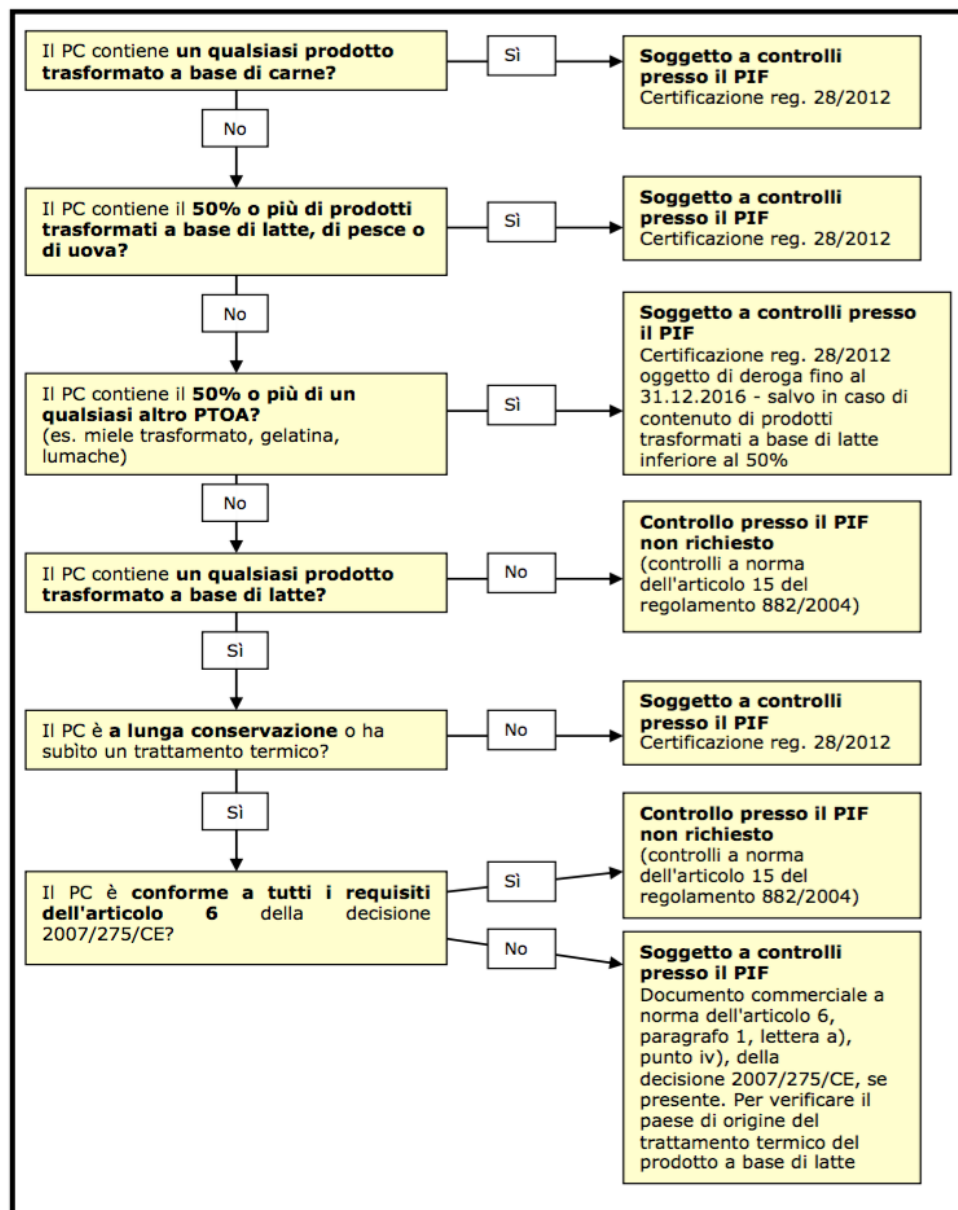 Il PC contiene un qualsiasi prodotto
trasformato a base di carne?
Sì
Soggetto a controlli
presso il PIF
Certificazione reg. 28/2012
No
Il PC contiene il 50% o più di prodotti
trasformati a base di latte, di pesce o
di uova?
Sì
Soggetto a controlli
presso il PIF
Certificazione reg. 28/2012
No
Il PC contiene il 50% o più di un
qualsiasi altro PTOA?
(es. miele trasformato, gelatina,
lumache)
Sì
Soggetto a controlli presso
il PIF
Certificazione reg. 28/2012
oggetto di deroga fino al
31.12.2016 - salvo in caso di
contenuto di prodotti
trasformati a base di latte
inferiore al 50%
No
Il PC contiene un qualsiasi prodotto
trasformato a base di latte?
No
Controllo presso il PIF
non richiesto
(controlli a norma
dell'articolo 15 del
regolamento 882/2004)
Sì
Il PC è a lunga conservazione o ha
subìto un trattamento termico?
No
Soggetto a controlli
presso il PIF
Certificazione reg. 28/2012
Sì
Il PC è conforme a tutti i requisiti
dell'articolo 6 della decisione
2007/275/CE?
Sì
Controllo presso il PIF
non richiesto
(controlli a norma
dell'articolo 15 del
regolamento 882/2004)
No
Soggetto a controlli
presso il PIF
Documento commerciale a
norma dell'articolo 6,
paragrafo 1, lettera a),
punto iv), della
decisione 2007/275/CE, se
presente. Per verificare il
paese di origine del
trattamento termico del
prodotto a base di latte